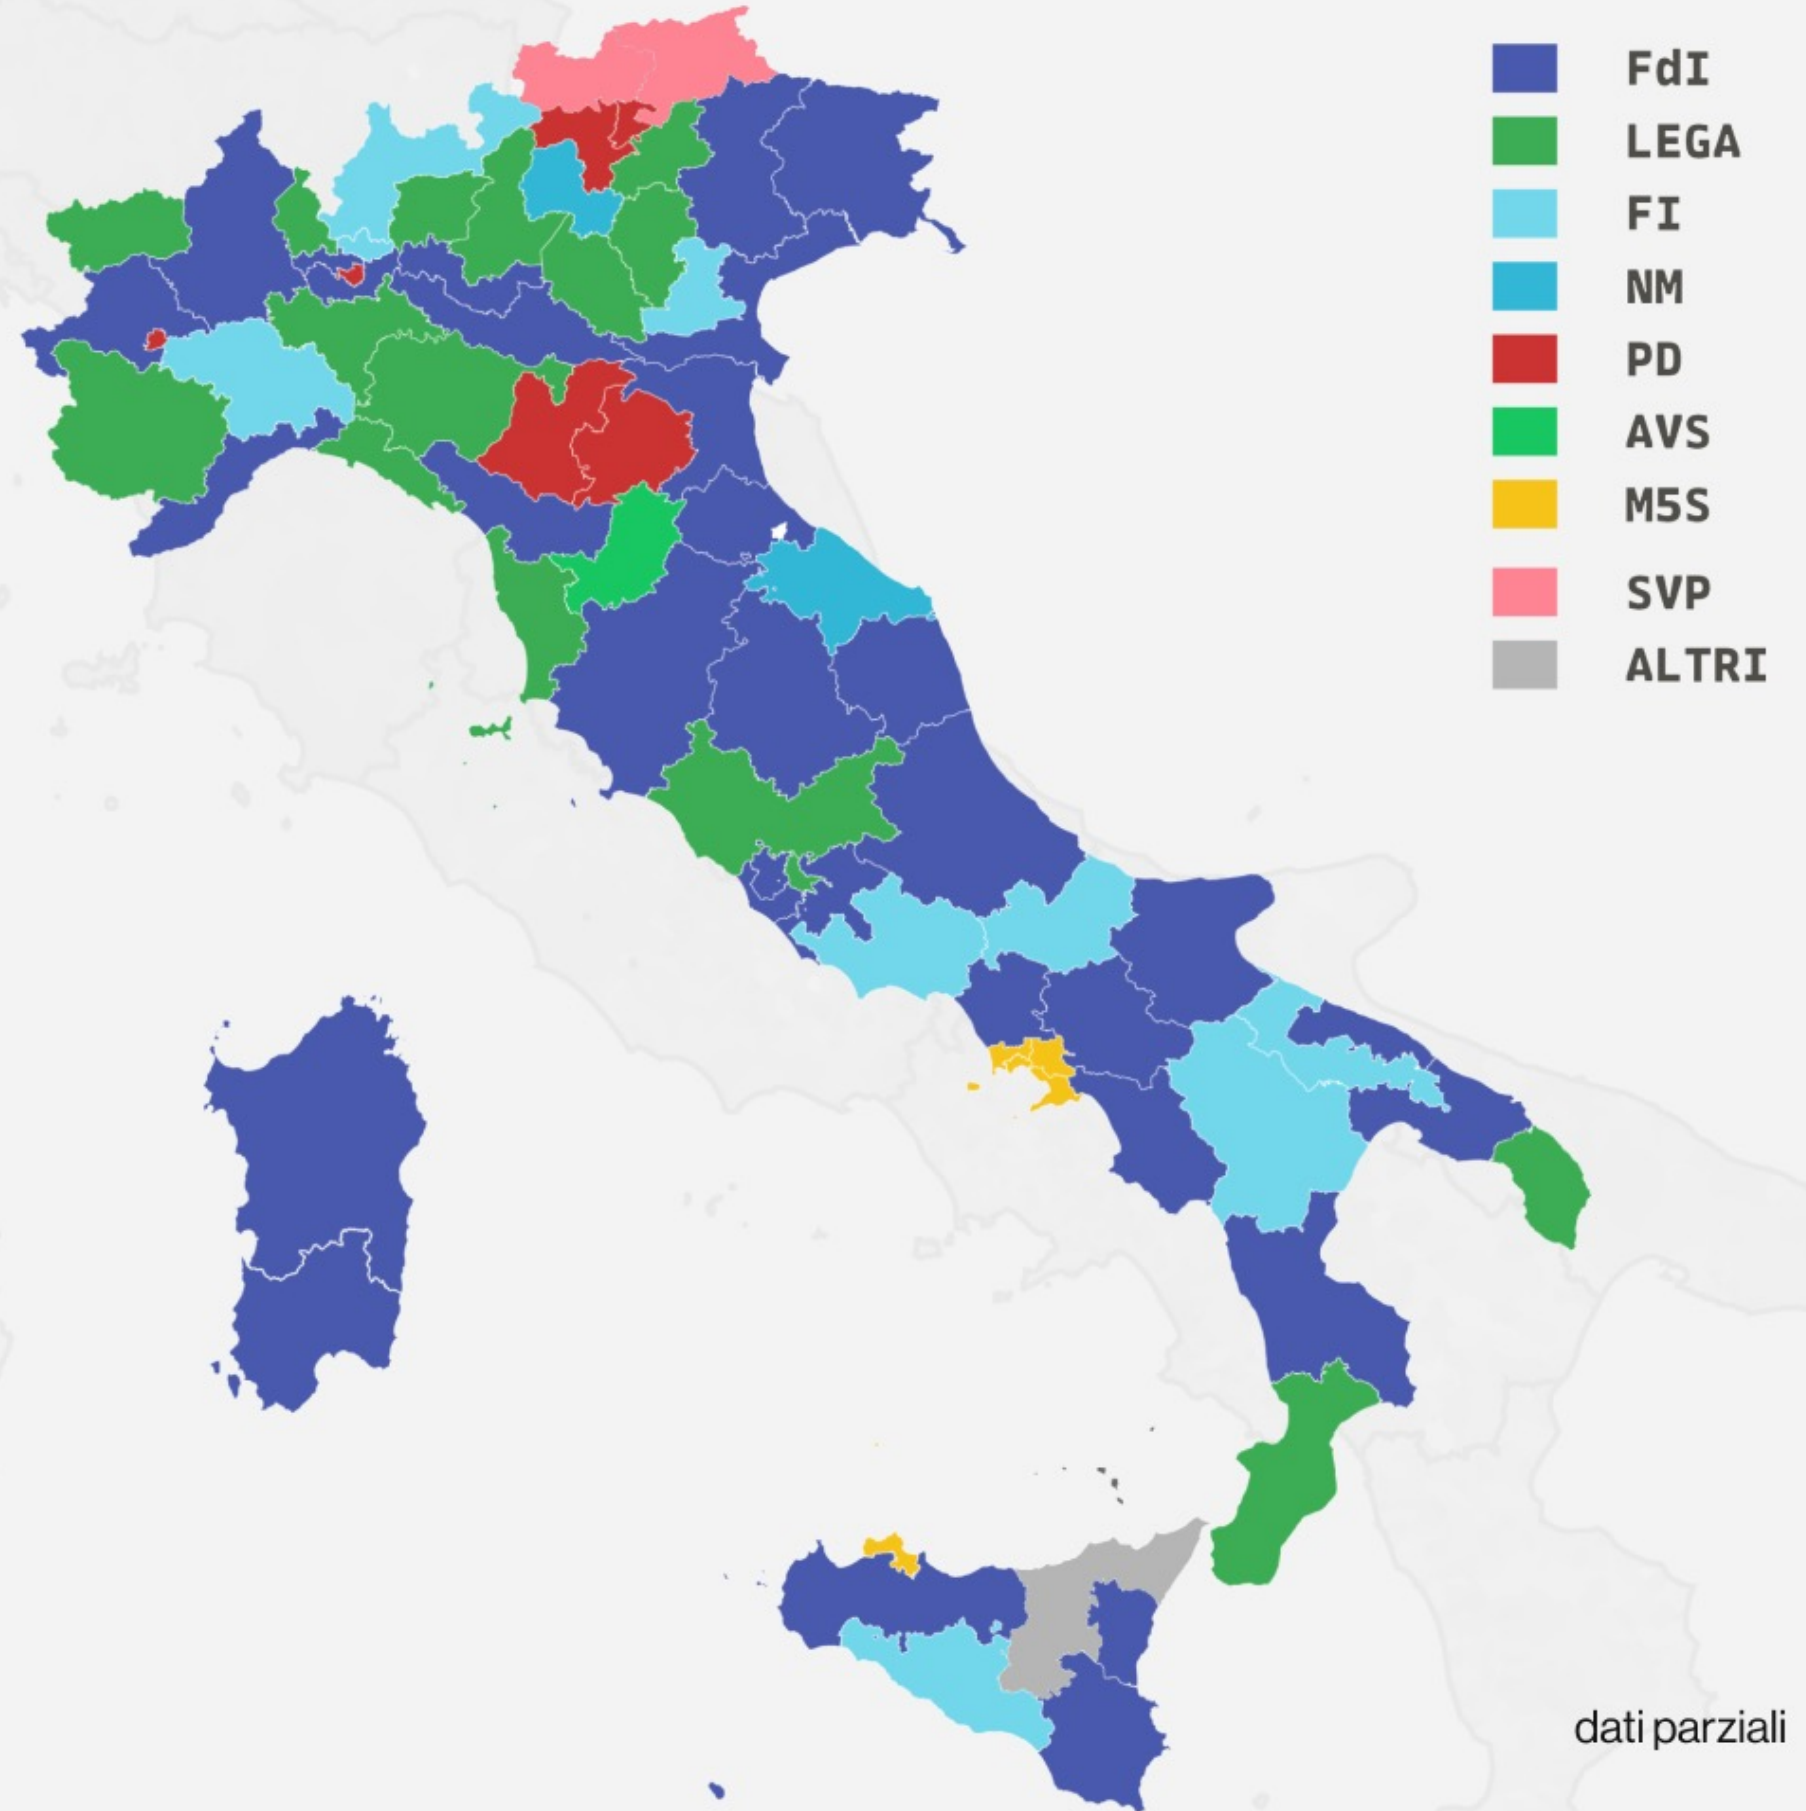 FdI
LEGA
FI
NM
PD
AVS
M5S
SVP
ALTRI
dati parziali